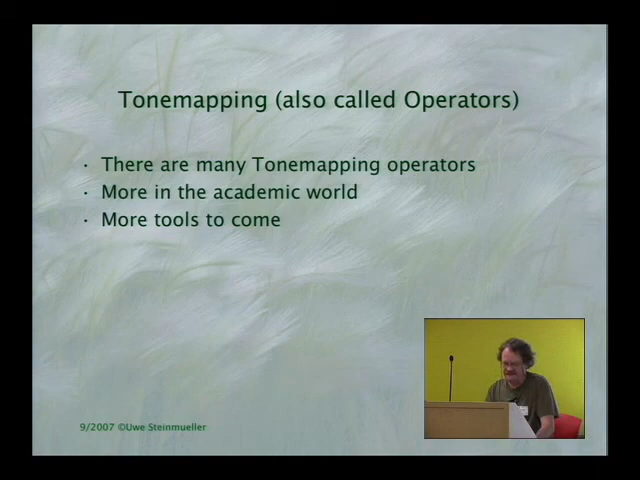 Tonemapping (also called Operators)
· There are many Tonemapping operators
· More in the academic world
· More tools to come
9/2007 ©Uwe Steinmueller